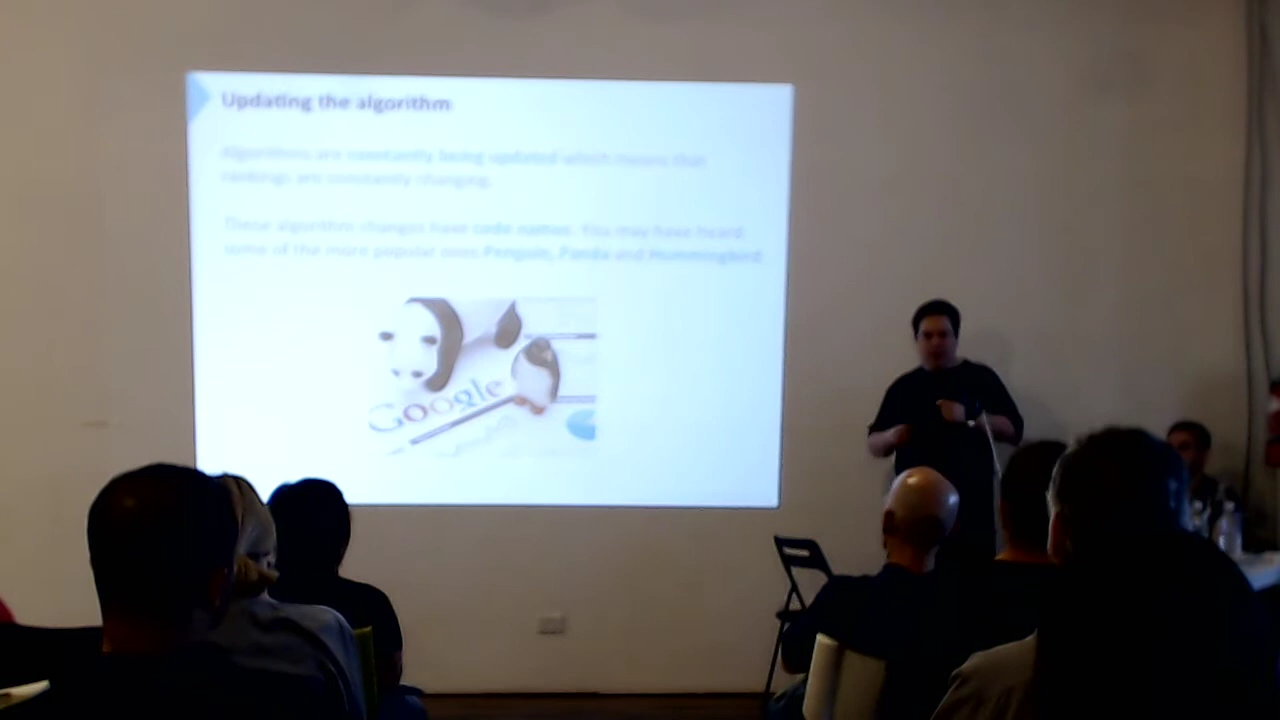 Updating the algorithm
Algorithms are constantly being updated which means that
rankings are constantly changing.
These algorithm changes have code names. You may have heard
some of the more popular ones Penguin, Panda and Hummingbird
Google